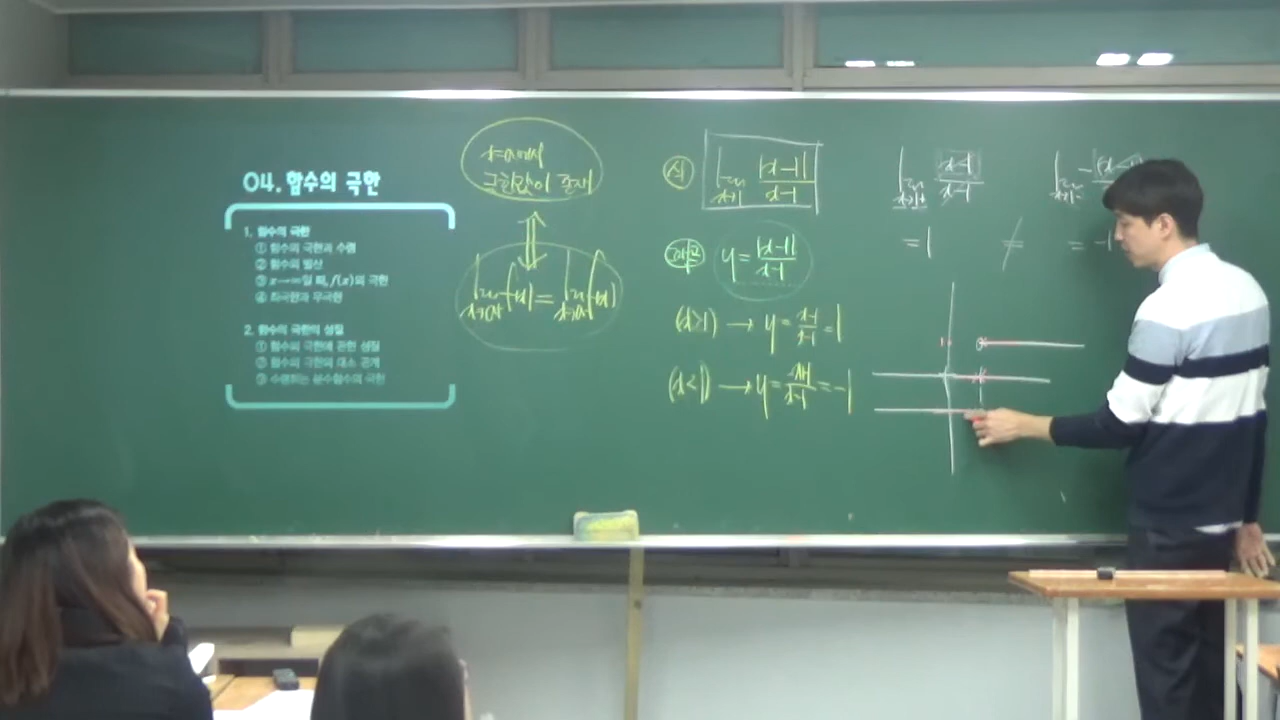 04. 함수의 극한
1. 함수의 극한
① 함수의 극한과 수렴
② 함수의 발산
③ x→∞일 때, f(x)의 극한
④ 좌극한과 우극한
2. 함수의 극한의 성질
① 함수의 극한에 관한 성질
② 함수의 극한의 대소 관계
③ 수렴하는 분수함수의 극한
x=a에서
극한값이 존재
lim x→a+ f(x) = lim x→a- f(x)
식 lim x→1 |x-1|/x-1
lim x→1+ x-1/x-1
= 1
≠
= -1
y = |x-1|/x-1
(x>1) → y = x-1/x-1 = 1
(x<1) → y = -(x-1)/x-1 = -1
1